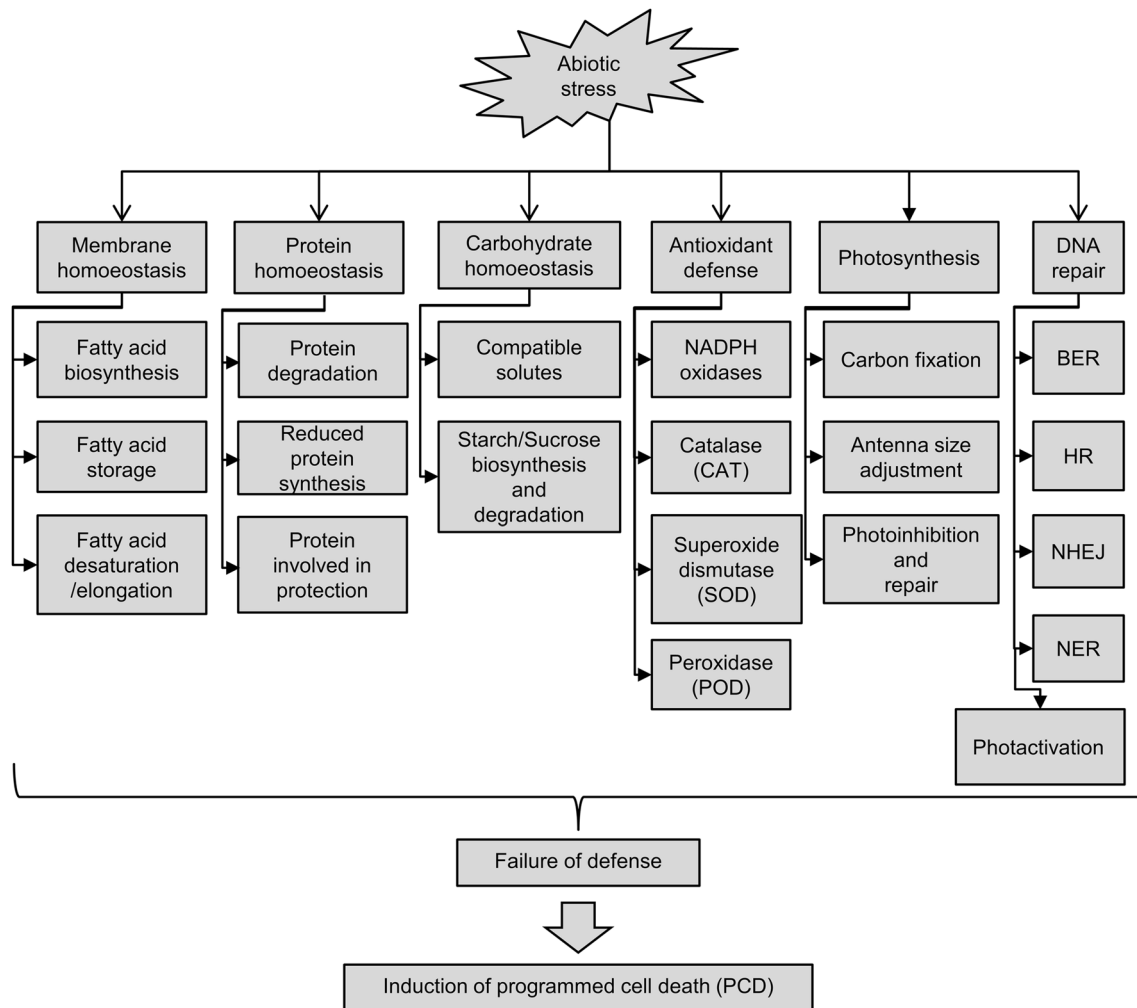 Abiotic
stress
Membrane
homoeostasis
Protein
homoeostasis
Carbohydrate
homoeostasis
Antioxidant
defense
Photosynthesis
DNA
repair
Fatty acid
biosynthesis
Fatty acid
storage
Fatty acid
desaturation
/elongation
Protein
degradation
Reduced
protein
synthesis
Protein
involved in
protection
Compatible
solutes
Starch/Sucrose
biosynthesis
and
degradation
NADPH
oxidases
Catalase
(CAT)
Superoxide
dismutase
(SOD)
Peroxidase
(POD)
Carbon fixation
Antenna size
adjustment
Photoinhibition
and
repair
BER
HR
NHEJ
NER
Photactivation
Failure of defense
Induction of programmed cell death (PCD)